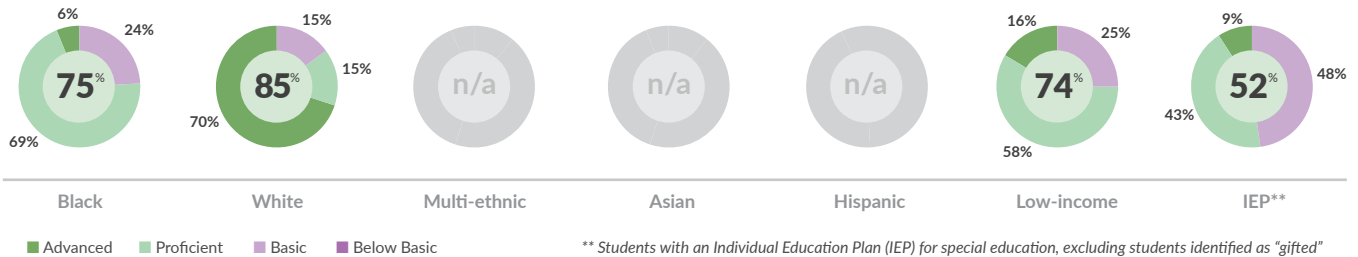 6%
24%
75%
69%
15%
15%
85%
70%
n/a
n/a
n/a
16%
25%
74%
58%
9%
48%
52%
43%
Black
White
Multi-ethnic
Asian
Hispanic
Low-income
IEP**
Advanced
Proficient
Basic
Below Basic
** Students with an Individual Education Plan (IEP) for special education, excluding students identified as “gifted”